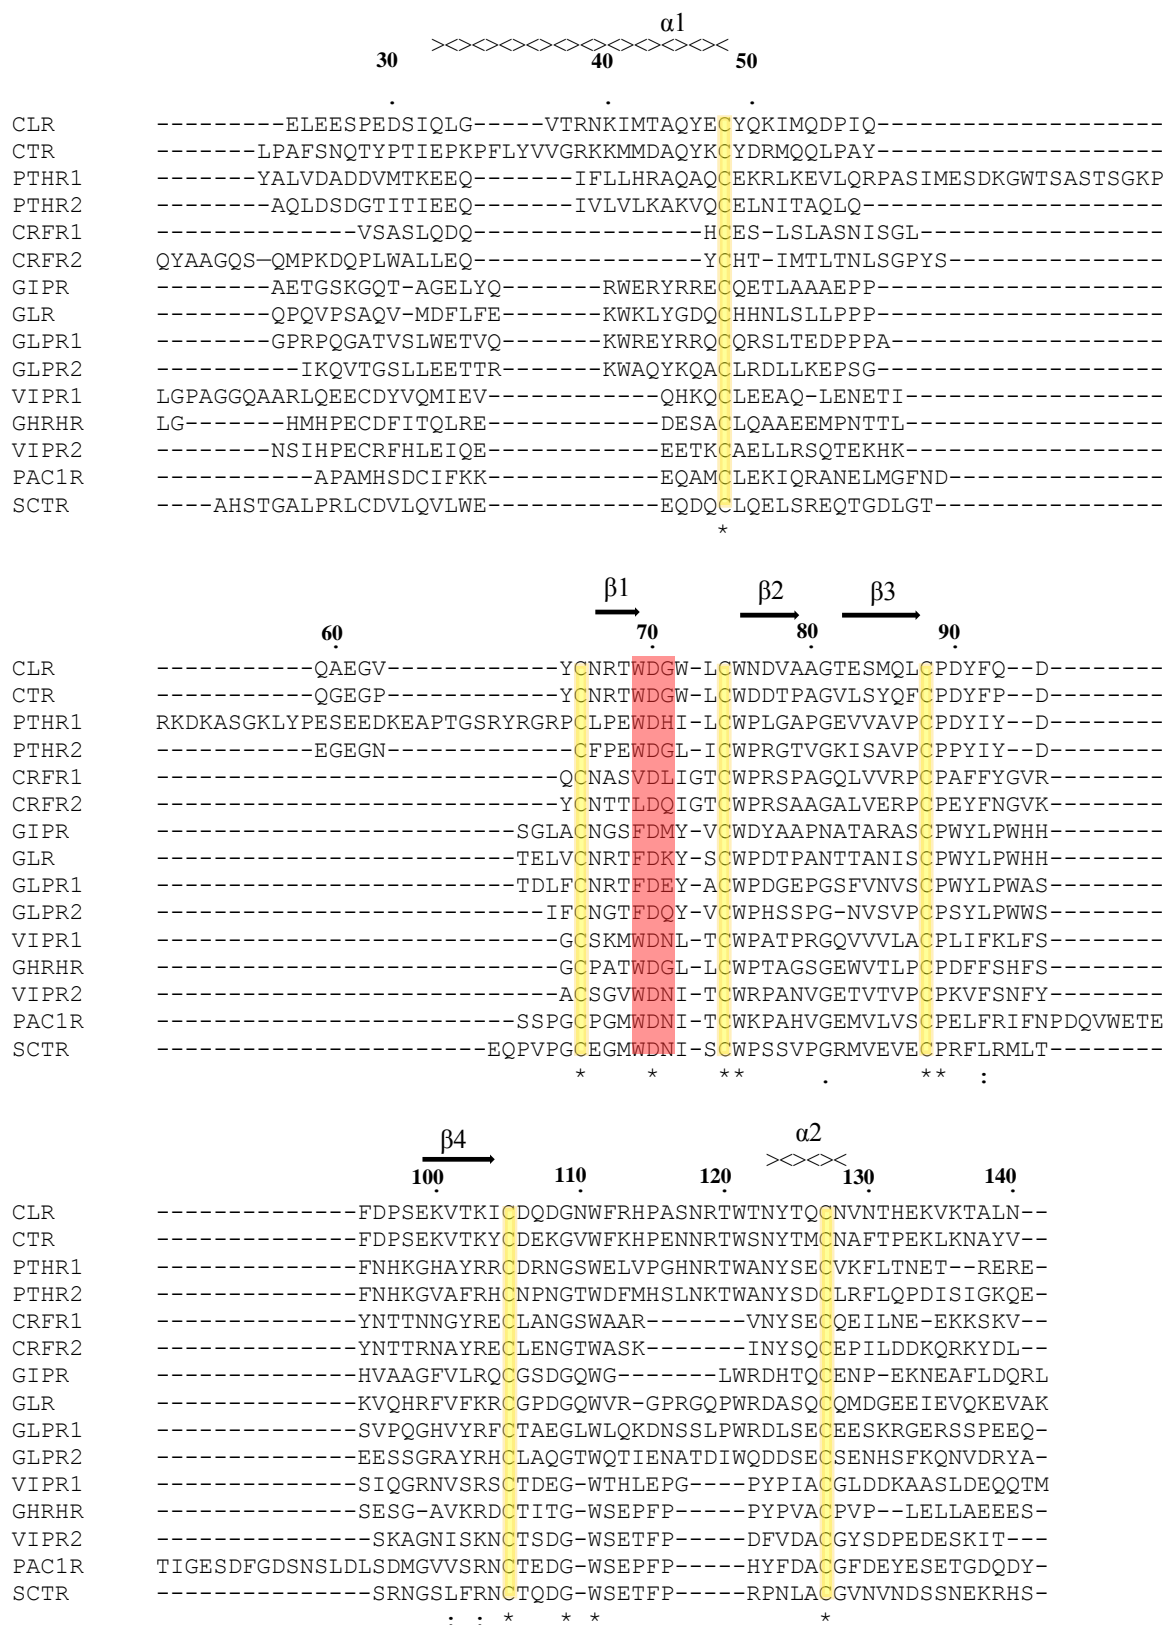 α1
30 40 50
. . .
CLR ---------ELEESPEDSIQLG-----VTRNKIMTAQYECYQKIMQDPIQ--------------------
CTR -------LPAFSNQTYPTIEPKPFLYVVGRKKMMDAQYKCYDRMQQLPAY--------------------
PTHR1 -------YALVDADDVMTKEEQ-------IFLLHRAQAQCEKRLKEVLQRPASIMESDKGWTSASTSGKP
PTHR2 --------AQLDSDGTITIEEQ-------IVLVLKAKVQCELNITAQLQ---------------------
CRFR1 --------------VSASLQDQ----------------HCES-LSLASNISGL-----------------
CRFR2 QYAAGQS—QMPKDQPLWALLEQ----------------YCHT-IMTLTNLSGPYS---------------
GIPR --------AETGSKGQT-AGELYQ-------RWERYRRECQETLAAAEPP--------------------
GLR --------QPQVPSAQV-MDFLFE-------KWKLYGDQCHHNLSLLPPP--------------------
GLPR1 --------GPRPQGATVSLWETVQ-------KWREYRRQCQRSLTEDPPPA-------------------
GLPR2 ----------IKQVTGSLLEETTR-------KWAQYKQACLRDLLKEPSG--------------------
VIPR1 LGPAGGQAARLQEECDYVQMIEV------------QHKQCLEEAQ-LENETI------------------
GHRHR LG------HMHPECDFITQLRE------------DESACLQAAEEMPNTTL------------------
VIPR2 --------NSIHPECRFHLEIQE------------EETKCAELLRSQTEKHK------------------
PAC1R -----------APAMHSDCIFKK------------EQAMCLEKIQRANELMGFND---------------
SCTR ----AHSTGALPRLCDVLQVLWE------------EQDQCLQELSREQTGDLGT----------------
*
β1 β2 β3
60 70 80 90
. . . .
CLR -----------QAEGV------------YCNRTWDGW-LCWNDVAAGTESMQLCPDYFQ--D--------
CTR -----------QGEGP------------YCNRTWDGW-LCWDDTPAGVLSYQFCPDYFP--D--------
PTHR1 RKDKASGKLYPESEEDKEAPTGSRYRGRPCLPEWDHI-LCWPLGAPGEVVAVPCPDYIY--D--------
PTHR2 -----------EGEGN-------------CFPEWDGL-ICWPRGTVGKISAVPCPPYIY--D--------
CRFR1 ----------------------------QCNASVDLIGTCWPRSPAGQLVVRPCPAFFYGVR--------
CRFR2 ----------------------------YCNTTLDQIGTCWPRSAAGALVERPCPEYFNGVK--------
GIPR -------------------------SGLACNGSFDMY-VCWDYAAPNATARASCPWYLPWHH--------
GLR -------------------------TELVCNRTFDKY-SCWPDTPANTTANISCPWYLPWHH--------
GLPR1 -------------------------TDLFCNRTFDEY-ACWPDGEPGSFVNVSCPWYLPWAS--------
GLPR2 ---------------------------IFCNGTFDQY-VCWPHSSPG-NVSVPCPSYLPWWS--------
VIPR1 ----------------------------GCSKMWDNL-TCWPATPRGQVVVLACPLIFKLFS--------
GHRHR ----------------------------GCPATWDGL-LCWPTAGSGEWVTLPCPDFFSHFS--------
VIPR2 ----------------------------ACSGVWDNI-TCWRPANVGETVTVPCPKVFSNFY--------
PAC1R -------------------------SSPGCPGMWDNI-TCWKPAHVGEMVLVSCPELFRIFNPDQVWETE
SCTR -----------------------EQPVPGCEGMWDNI-SCWPSSVPGRMVEVECPRFLRMLT--------
* * ** . ** :
β4 α2
100 110 120 130 140
. . . . .
CLR --------------FDPSEKVTKICDQDGNWFRHPASNRTWTNYTQCNVNTHEKVKTALN--
CTR --------------FDPSEKVTKYCDEKGVWFKHPENNRTWSNYTMCNAFTPEKLKNAYV--
PTHR1 --------------FNHKGHAYRRCDRNGSWELVPGHNRTWANYSECVKFLTNET--RERE-
PTHR2 --------------FNHKGVAFRHCNPNGTWDFMHSLNKTWANYSDCLRFLQPDISIGKQE-
CRFR1 --------------YNTTNNGYRECLANGSWAAR-------VNYSECQEILNE-EKKSKV--
CRFR2 --------------YNTTRNAYRECLENGTWASK-------INYSQCEPILDDKQRKYDL--
GIPR --------------HVAAGFVLRQCGSDGQWG-------LWRDHTQCENP-EKNEAFLDQRL
GLR --------------KVQHRFVFKRCGPDGQWVR-GPRGQPWRDASQCQMDGEEIEVQKEVAK
GLPR1 --------------SVPQGHVYRFCTAEGLWLQKDNSSLPWRDLSECEESKRGERSSPEEQ-
GLPR2 --------------EESSGRAYRHCLAQGTWQTIENATDIWQDDSECSENHSFKQNVDRYA-
VIPR1 --------------SIQGRNVSRSCTDEG-WTHLEPG----PYPIACGLDDKAASLDEQQTM
GHRHR --------------SESG-AVKRDCTITG-WSEPFP-----PYPVACPVP--LELLAEEES-
VIPR2 ---------------SKAGNISKNCTSDG-WSETFP-----DFVDACGYSDPEDESKIT---
PAC1R TIGESDFGDSNSLDLSDMGVVSRNCTEDG-WSEPFP-----HYFDACGFDEYESETGDQDY-
SCTR ---------------SRNGSLFRNCTQDG-WSETFP-----RPNLACGVNVNDSSNEKRHS-
: : * * * *